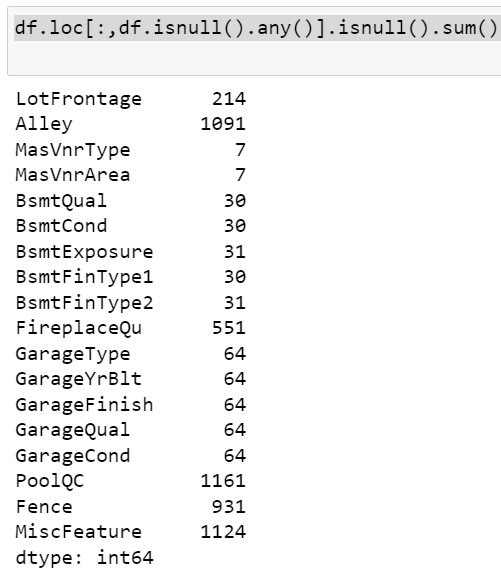 df.loc[:,df.isnull().any()].isnull().sum()
LotFrontage 214
Alley 1091
MasVnrType 7
MasVnrArea 7
BsmtQual 30
BsmtCond 30
BsmtExposure 31
BsmtFinType1 30
BsmtFinType2 31
FireplaceQu 551
GarageType 64
GarageYrBlt 64
GarageFinish 64
GarageQual 64
GarageCond 64
PoolQC 1161
Fence 931
MiscFeature 1124
dtype: int64